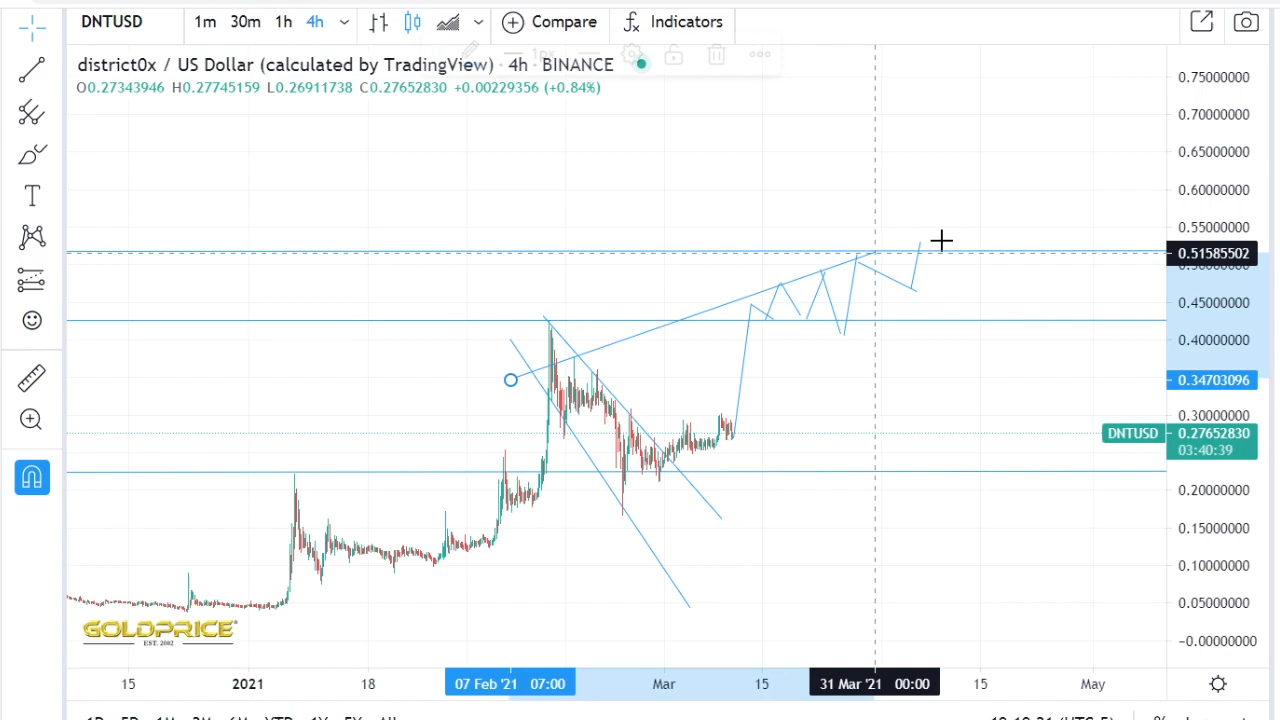 DNTUSD 1m 30m 1h 4h Compare Indicators
1px
district0x / US Dollar (calculated by TradingView) 4h BINANCE
O0.27343946 H0.27745159 L0.26911738 C0.27652830 +0.00229356 (+0.84%)
0.75000000
0.70000000
0.65000000
0.60000000
0.55000000
0.51585502
0.50000000
0.45000000
0.40000000
0.34703096
0.30000000
DNTUSD 0.27652830
03:40:39
0.20000000
0.15000000
0.10000000
0.05000000
−0.00000000
GOLDPRICE
EST. 2002
15 2021 18 07 Feb '21 07:00 Mar 15 31 Mar '21 00:00 15 May